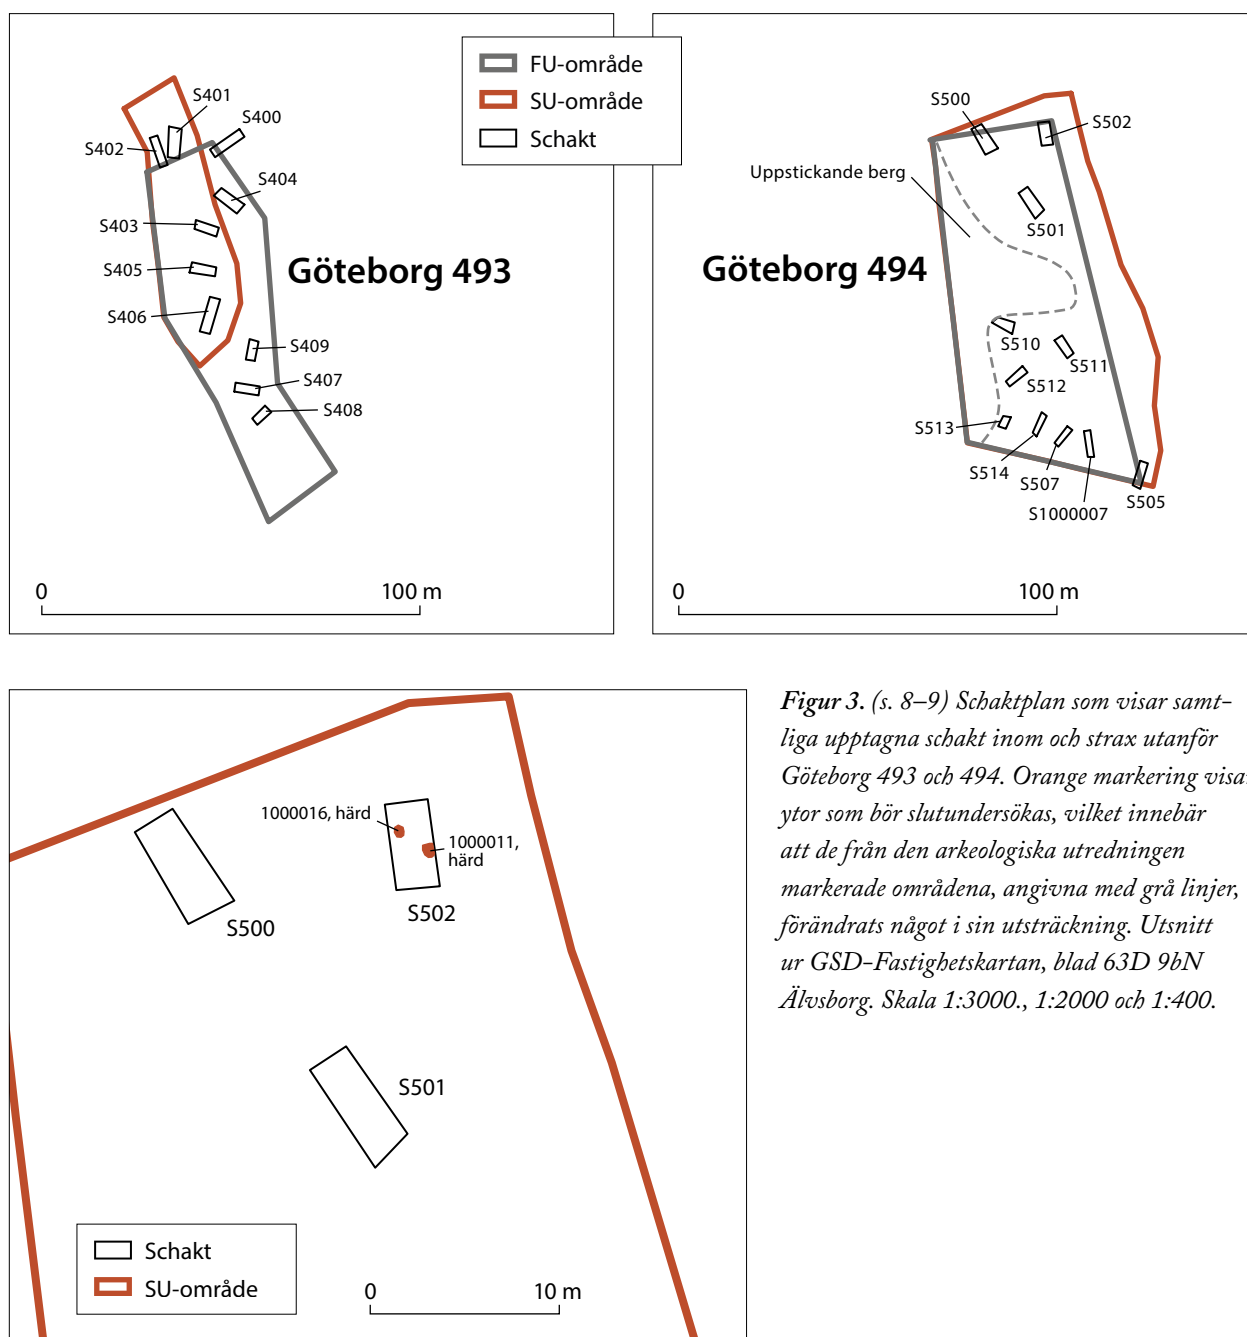 FU-område
SU-område
Schakt
S401
S400
S402
S404
S403
S405
S406
S409
S407
S408
Göteborg 493
0 100 m
S500
S502
Uppstickande berg
S501
Göteborg 494
S510
S511
S512
S513
S514
S507
S505
S1000007
0 100 m
1000016, härd
1000011,
härd
S502
S500
S501
Schakt
SU-område
0 10 m
Figur 3. (s. 8–9) Schaktplan som visar samt-
liga upptagna schakt inom och strax utanför
Göteborg 493 och 494. Orange markering visar
ytor som bör slutundersökas, vilket innebär
att de från den arkeologiska utredningen
markerade områdena, angivna med grå linjer,
förändrats något i sin utsträckning. Utsnitt
ur GSD-Fastighetskartan, blad 63D 9bN
Älvsborg. Skala 1:3000., 1:2000 och 1:400.